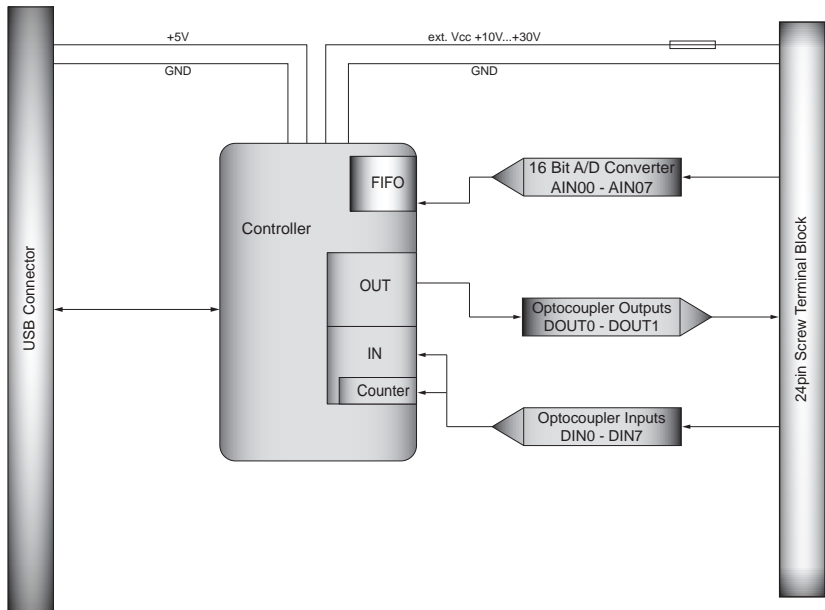 +5V
ext. Vcc +10V...+30V
GND
GND
USB Connector
24pin Screw Terminal Block
Controller
FIFO
16 Bit A/D Converter
AIN00 - AIN07
OUT
Optocoupler Outputs
DOUT0 - DOUT1
IN
Counter
Optocoupler Inputs
DIN0 - DIN7